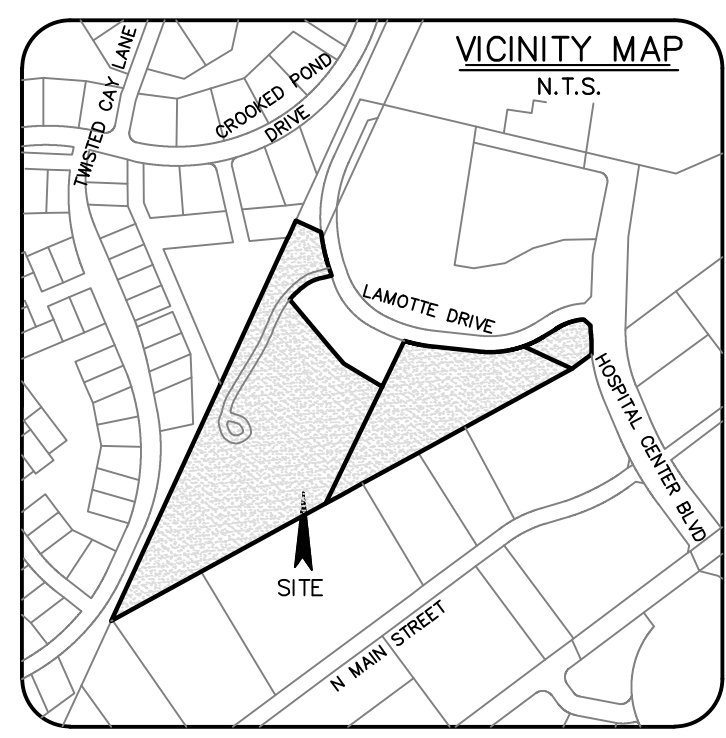 VICINITY MAP
N.T.S.
TWISTED CAY LANE
CROOKED POND
DRIVE
LAMOTTE DRIVE
HOSPITAL CENTER BLVD
SITE
N MAIN STREET